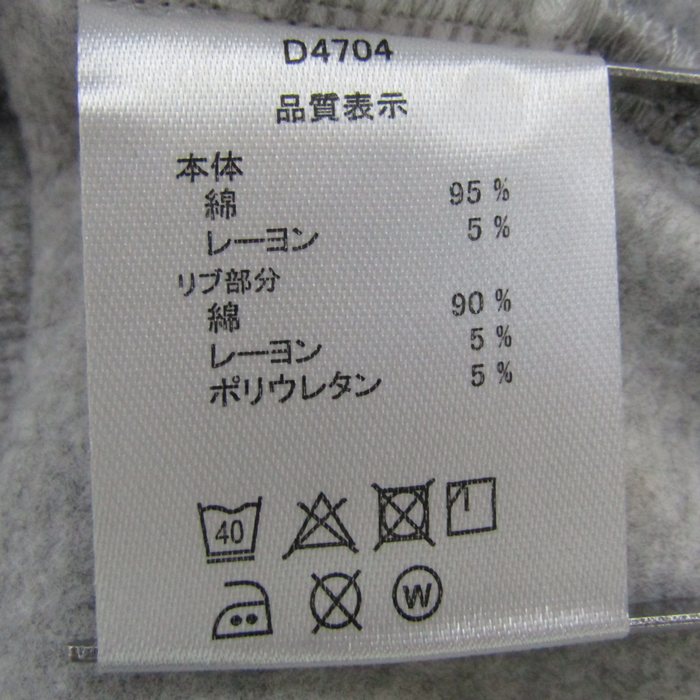 D4704
品質表示
本体
綿 95 %
レーヨン 5 %
リブ部分
綿 90 %
レーヨン 5 %
ポリウレタン 5 %
40
W